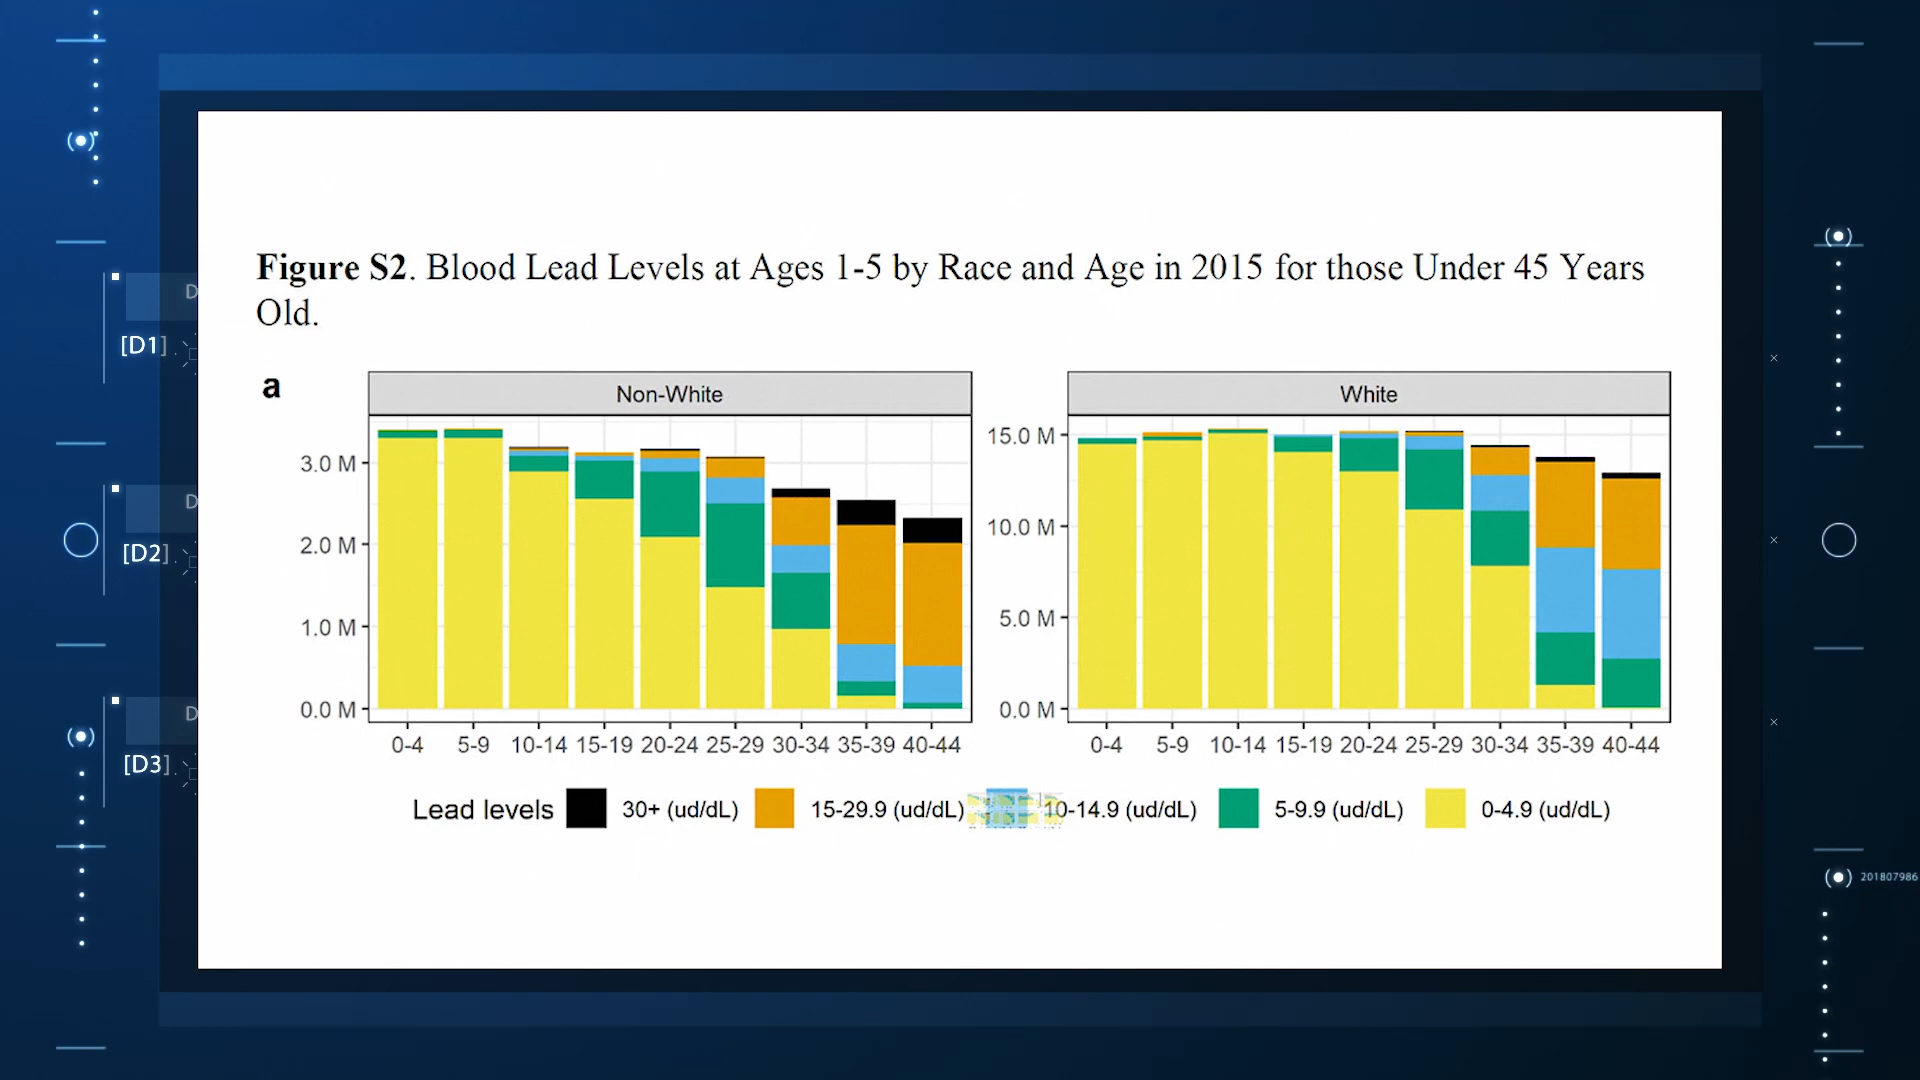 Figure S2. Blood Lead Levels at Ages 1-5 by Race and Age in 2015 for those Under 45 Years
Old.
a
Non-White
3.0 M
2.0 M
1.0 M
0.0 M
0-4 5-9 10-14 15-19 20-24 25-29 30-34 35-39 40-44
White
15.0 M
10.0 M
5.0 M
0.0 M
0-4 5-9 10-14 15-19 20-24 25-29 30-34 35-39 40-44
Lead levels 30+ (ud/dL) 15-29.9 (ud/dL) 10-14.9 (ud/dL) 5-9.9 (ud/dL) 0-4.9 (ud/dL)
D
[D1]
D
[D2]
D
[D3]
201807986